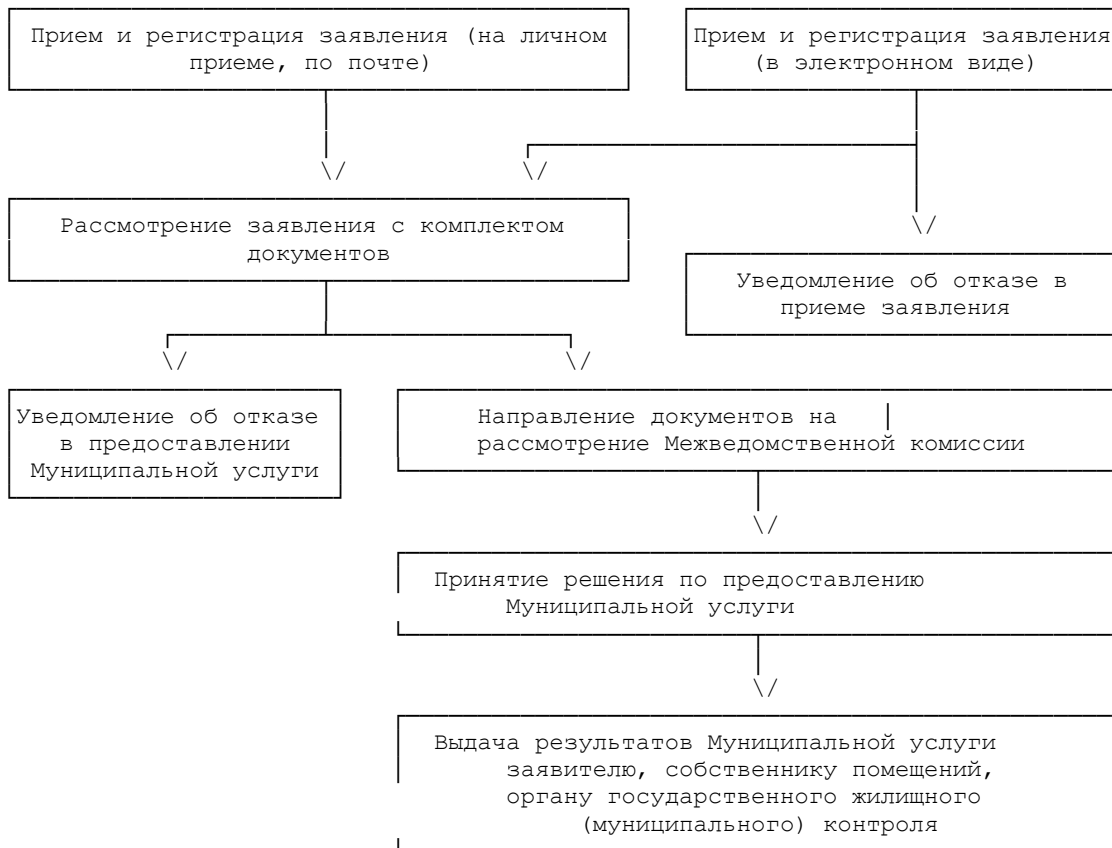 Прием и регистрация заявления (на личном
приеме, по почте)
Прием и регистрация заявления
(в электронном виде)
Рассмотрение заявления с комплектом
документов
Уведомление об отказе в
приеме заявления
Уведомление об отказе
в предоставлении
Муниципальной услуги
Направление документов на
рассмотрение Межведомственной комиссии
Принятие решения по предоставлению
Муниципальной услуги
Выдача результатов Муниципальной услуги
заявителю, собственнику помещений,
органу государственного жилищного
(муниципального) контроля